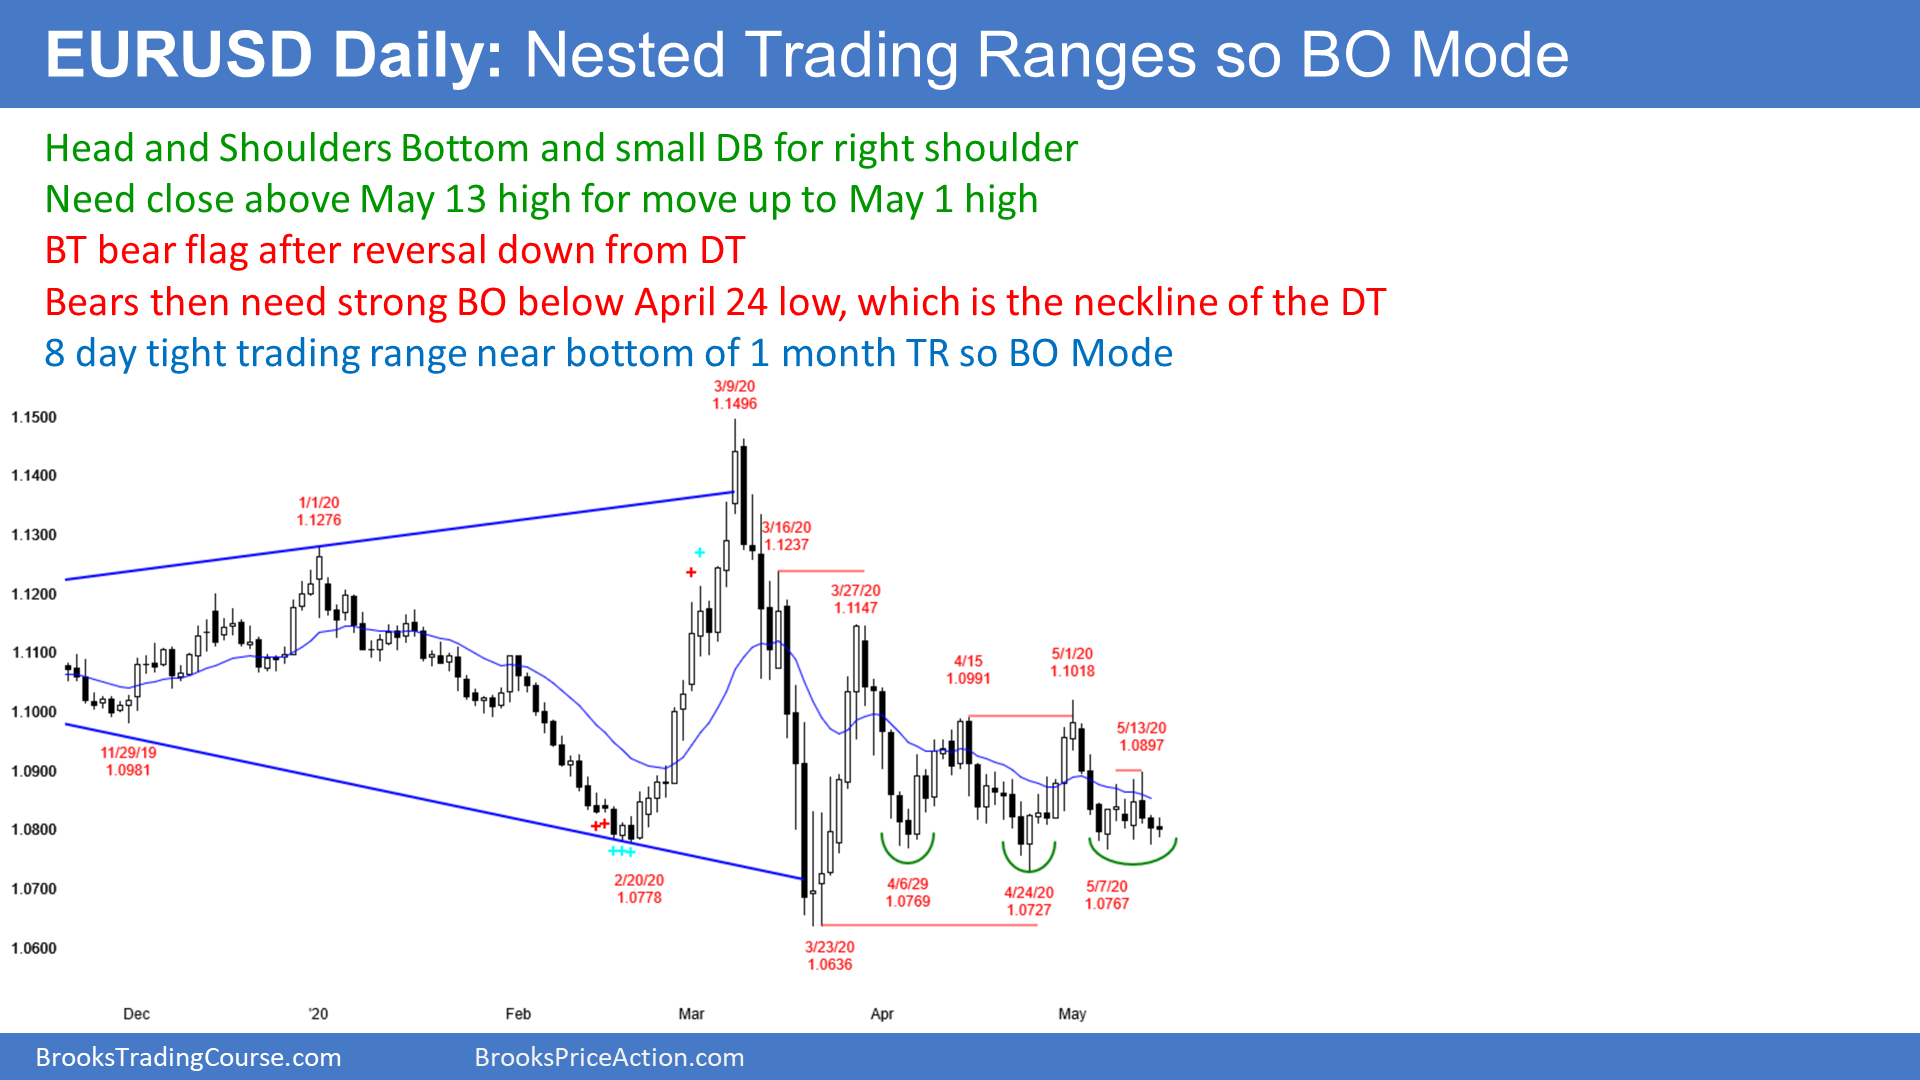 EURUSD Daily: Nested Trading Ranges so BO Mode
Head and Shoulders Bottom and small DB for right shoulder
Need close above May 13 high for move up to May 1 high
BT bear flag after reversal down from DT
Bears then need strong BO below April 24 low, which is the neckline of the DT
8 day tight trading range near bottom of 1 month TR so BO Mode
3/9/20
1.1496
1.1500
1.1400
1/1/20
1.1276
3/16/20
1.1237
1.1300
3/27/20
1.1147
1.1200
1.1100
4/15
1.0991
5/1/20
1.1018
1.1000
5/13/20
1.0897
11/29/19
1.0981
1.0900
1.0800
2/20/20
1.0778
4/6/29
1.0769
4/24/20
1.0727
5/7/20
1.0767
1.0700
1.0600
3/23/20
1.0636
Dec
'20
Feb
Mar
Apr
May
BrooksTradingCourse.com
BrooksPriceAction.com